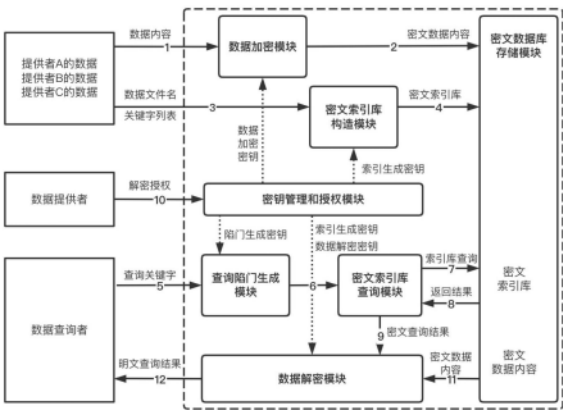 数据内容
1
数据加密模块
2
密文数据内容
密文数据库
存储模块
提供者A的数据
提供者B的数据
提供者C的数据
数据文件名
3
关键字列表
密文索引库
构造模块
密文索引库
4
数据
加密
密钥
索引生成密钥
数据提供者
解密授权
10
密钥管理和授权模块
陷门生成密钥
索引生成密钥
数据解密密钥
数据查询者
查询关键字
5
查询陷门生成
模块
6
密文索引库
查询模块
索引库查询
7
返回结果
8
密文
索引库
9
密文查询结果
明文查询结果
12
数据解密模块
密文数据
内容
11
密文
数据内容